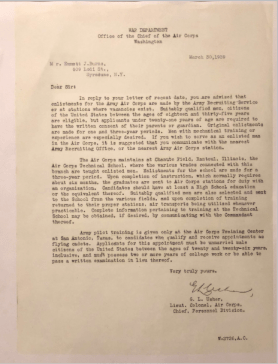 WAR DEPARTMENT
Office of the Chief of the Air Corps
Washington
March 30, 1939
Syracuse, N.Y.
Dear Sir:
In reply to your letter of recent date, you are advised that
enlistments for the Army Air Corps are made by the Army Recruiting Service
or at stations where vacancies exist. Suitably qualified men, citizens
of the United States between the ages of eighteen and thirty-five years
are eligible, but applicants under twenty-one years of age are required to
have the written consent of their parents or guardian. Original enlistments
are made for one and three-year periods. Men with mechanical training or
experience are especially desired. If you wish to serve as an enlisted man
in the Air Corps, it is suggested that you communicate with the nearest
Army Recruiting Office, or the nearest Army Air Corps Station.
The Air Corps maintains at Chanute Field, Rantoul, Illinois, the
Air Corps Technical School, where the various trades connected with this
Branch are taught enlisted men. Enlistments for the school are made for a
three-year period. Upon completion of instruction, which normally requires
about six months, the graduates are sent to Air Corps stations for duty with
an organization. Candidates should have at least a High School education
or the equivalent thereof. Suitably qualified men are also selected and sent
to the School from the various fields, and upon completion of training
returned to their proper stations, air transports being utilized whenever
practicable. Complete information pertaining to training at the Technical
School may be obtained, if desired, by communicating with the Commandant
thereof.
Army pilot training is given only at the Air Corps Training Center
at San Antonio, Texas, to candidates who qualify and receive appointments as
flying cadets. Applicants for this appointment must be unmarried male
citizens of the United States between the ages of twenty and twenty-six years,
inclusive, and must possess two or more years of college work or be able to
pass a written examination in lieu thereof.
Very truly yours,
Lieut. Colonel, Air Corps,
Chief, Personnel Division.